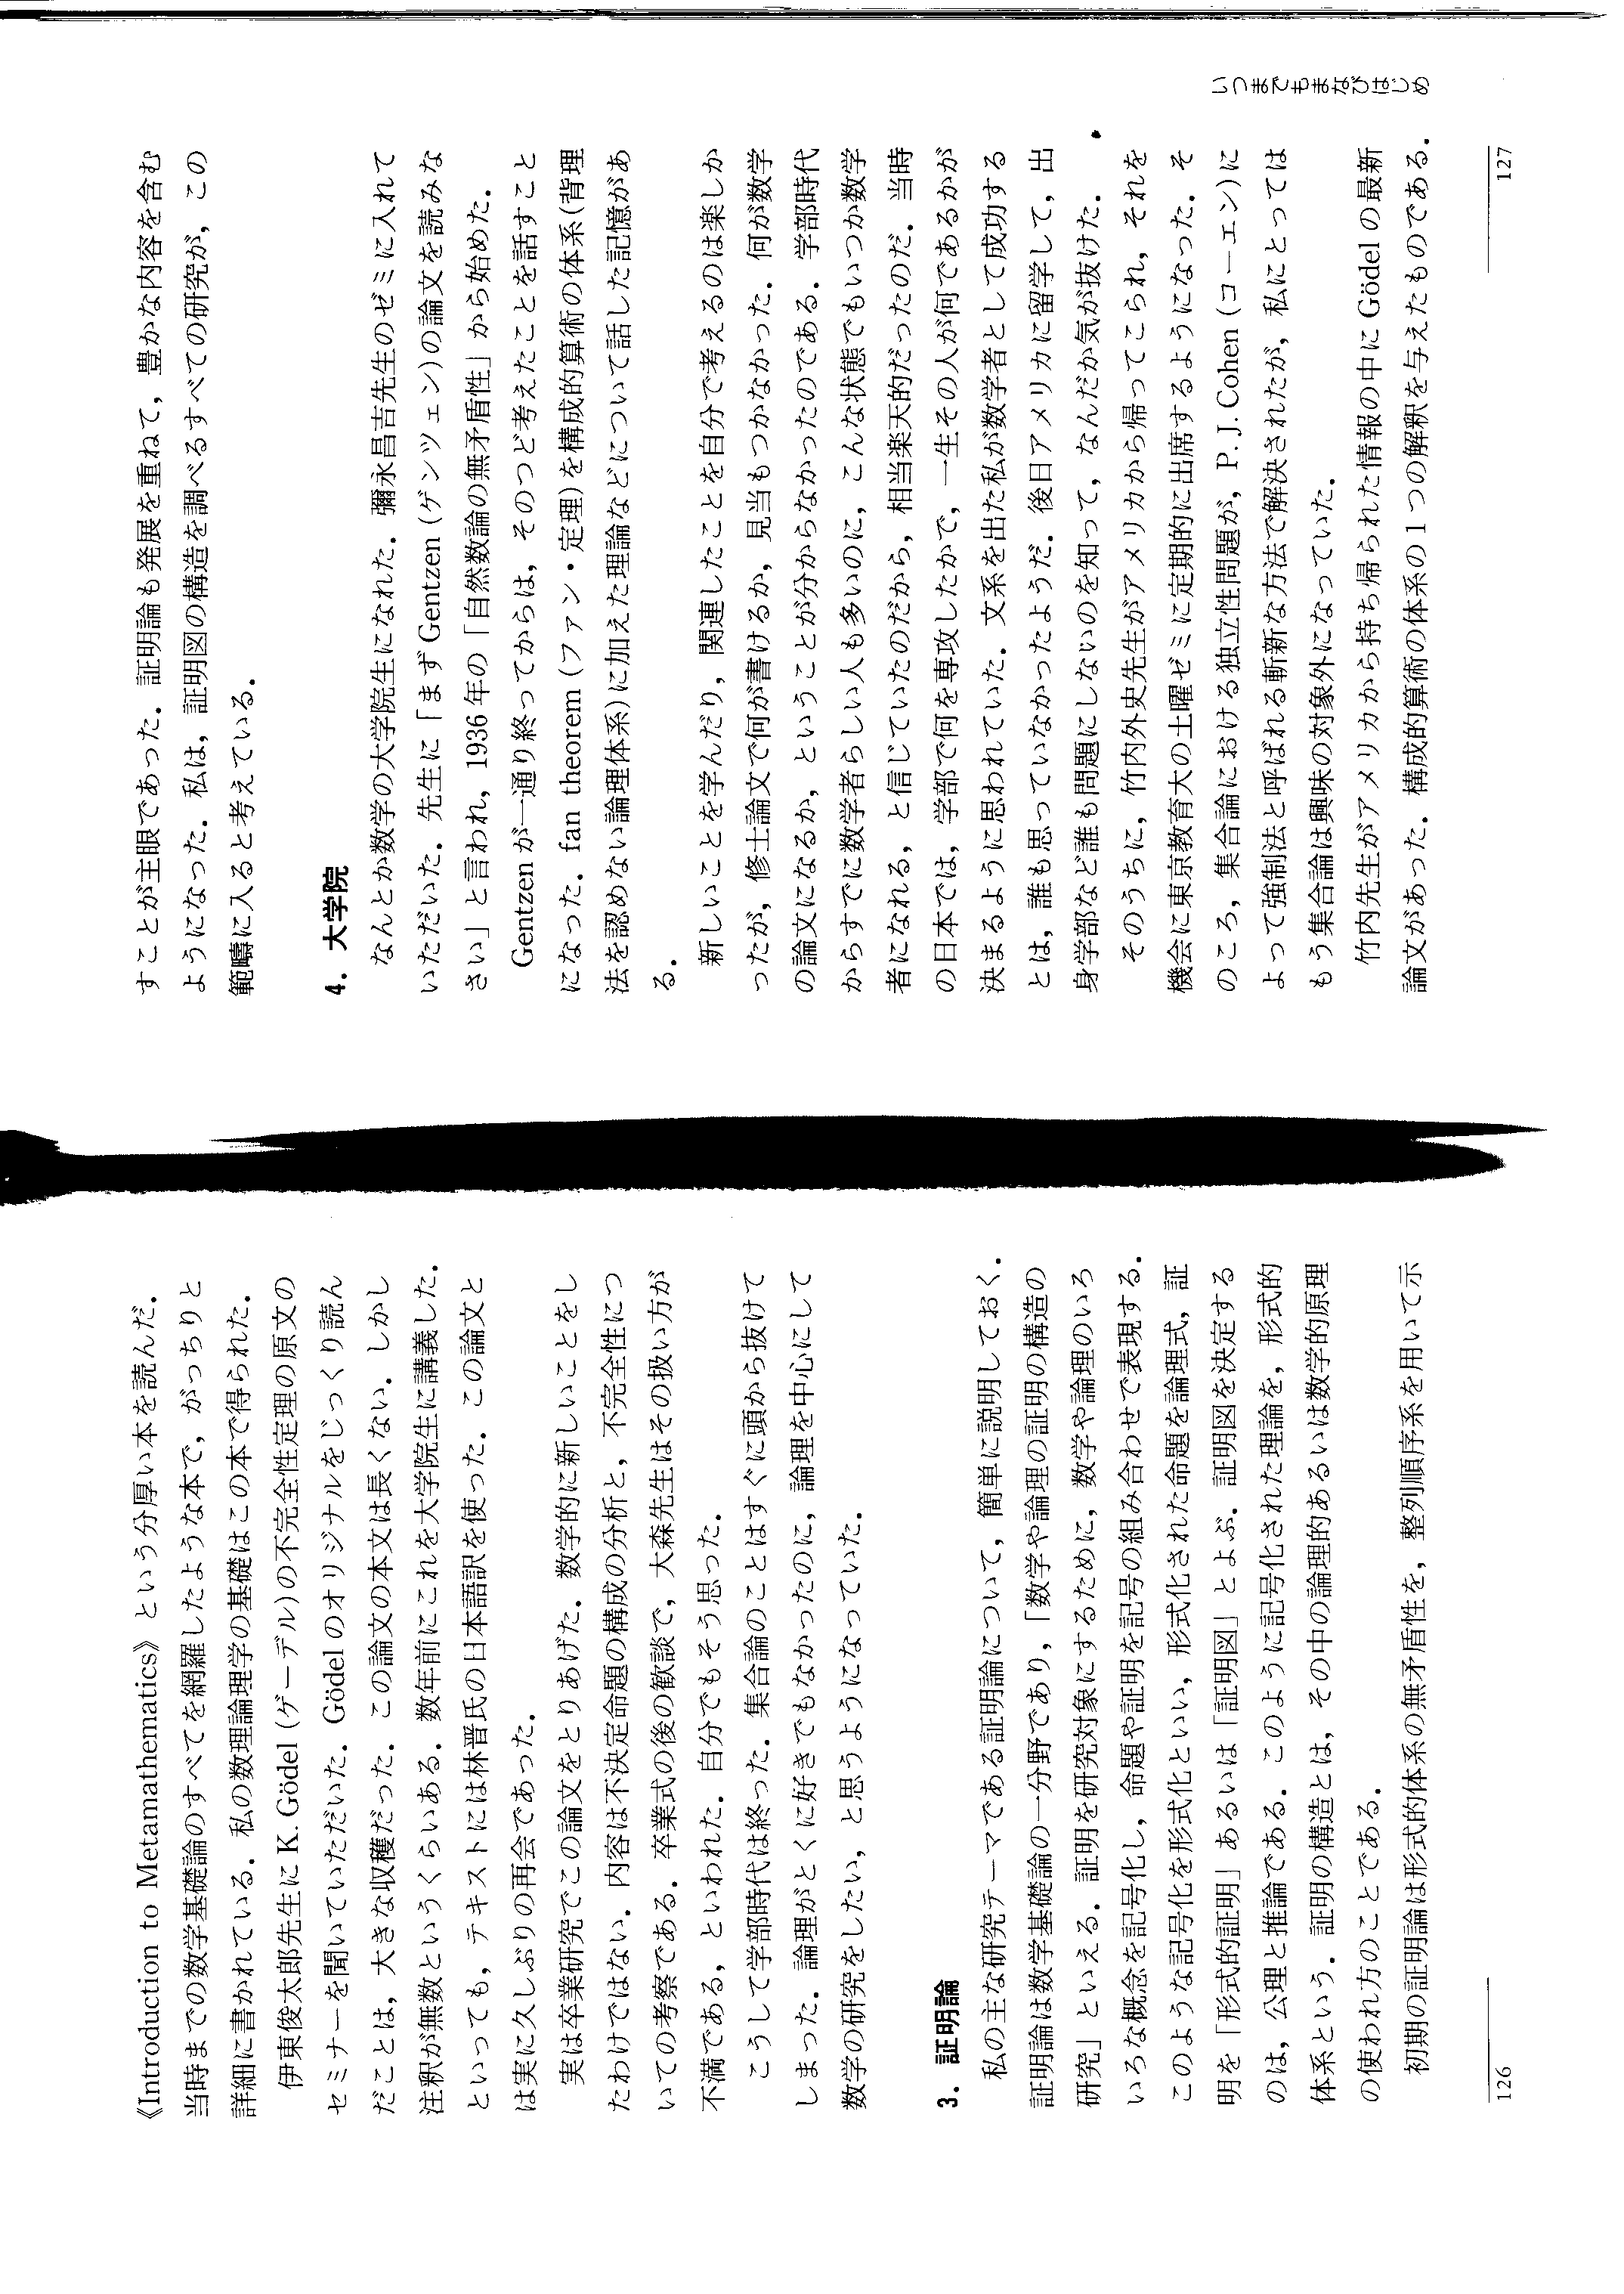 《Introduction to Metamathematics》という分厚い本を読んだ．
当時までの数学基礎論のすべてを網羅したような本で，がっちりと
詳細に書かれている．私の数理論理学の基礎はこの本で得られた．
伊東俊太郎先生に K. Gödel (ゲーデル)の不完全性定理の原文の
セミナーを聞いていただいた．Gödel のオリジナルをじっくり読ん
だことは，大きな収穫だった．この論文の本文は長くない．しかし
注釈が無数というくらいある．数年前にこれを大学院生に講義した．
といっても，テキストには林晋氏の日本語訳を使った．この論文と
は実に久しぶりの再会であった．
実は卒業研究でこの論文をとりあげた．数学的に新しいことをし
たわけではない．内容は不決定命題の構成の分析と，不完全性につ
いての考察である．卒業式の後の歓談で，大森先生はその扱い方が
不満である，といわれた．自分でもそう思った．
こうして学部時代は終った．集合論のことはすぐに頭から抜けて
しまった．論理がとくに好きでもなかったのに，論理を中心にして
数学の研究をしたい，と思うようになっていた．
3．証明論
私の主な研究テーマである証明論について，簡単に説明しておく．
証明論は数学基礎論の一分野であり，「数学や論理の証明の構造の
研究」といえる．証明を研究対象にするために，数学や論理のいろ
いろな概念を記号化し，命題や証明を記号の組み合わせで表現する．
このような記号化を形式化といい，形式化された命題を論理式，証
明を「形式的証明」あるいは「証明図」とよぶ．証明図を決定する
のは，公理と推論である．このように記号化された理論を，形式的
体系という．証明の構造とは，その中の論理的あるいは数学的原理
の使われ方のことである．
初期の証明論は形式的体系の無矛盾性を，整列順序系を用いて示
126
すことが主眼であった．証明論も発展を重ねて，豊かな内容を含む
ようになった．私は，証明図の構造を調べるすべての研究が，この
範疇に入ると考えている．
4．大学院
なんとか数学の大学院生になれた．彌永昌吉先生のゼミに入れて
いただいた．先生に「まず Gentzen (ゲンツェン)の論文を読みな
さい」と言われ，1936 年の「自然数論の無矛盾性」から始めた．
Gentzen が一通り終ってからは，そのつど考えたことを話すこと
になった．fan theorem (ファン・定理)を構成的算術の体系(背理
法を認めない論理体系)に加えた理論などについて話した記憶があ
る．
新しいことを学んだり，関連したことを自分で考えるのは楽しか
ったが，修士論文で何が書けるか，見当もつかなかった．何が数学
の論文になるか，ということが分からなかったのである．学部時代
からすでに数学者らしい人も多いのに，こんな状態でもいつか数学
者になれる，と信じていたのだから，相当楽天的だったのだ．当時
の日本では，学部で何を専攻したかで，一生その人が何であるかが
決まるように思われていた．文系を出た私が数学者として成功する
とは，誰も思っていなかったようだ．後日アメリカに留学して，出
身学部など誰も問題にしないのを知って，なんだか気が抜けた．
そのうちに，竹内外史先生がアメリカから帰ってこられ，それを
機会に東京教育大の土曜ゼミに定期的に出席するようになった．そ
のころ，集合論における独立性問題が，P. J. Cohen (コーエン)に
よって強制法と呼ばれる斬新な方法で解決されたが，私にとっては
もう集合論は興味の対象外になっていた．
竹内先生がアメリカから持ち帰られた情報の中に Gödel の最新
論文があった．構成的算術の体系の 1 つの解釈を与えたものである．
いつまでもまなびはじめ
127